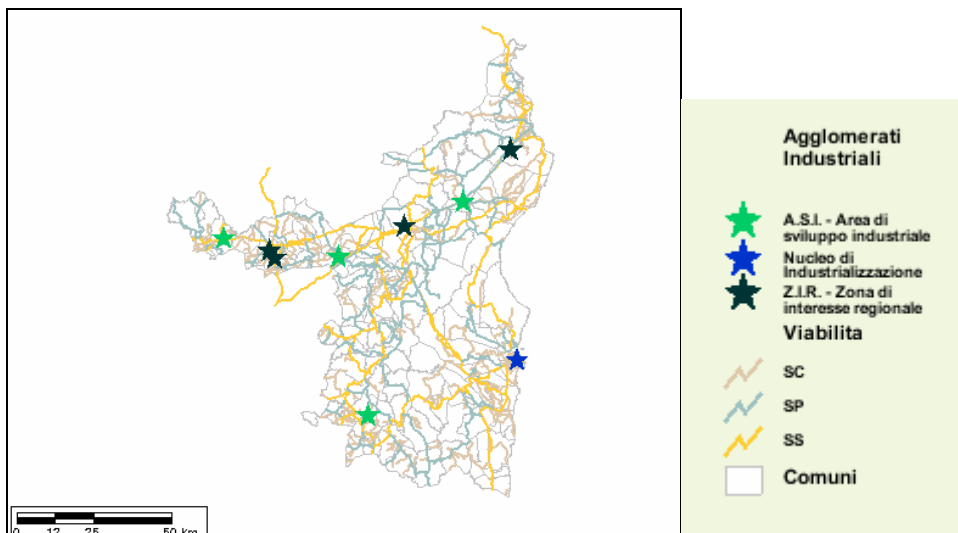 Agglomerati
Industriali
A.S.I. - Area di
sviluppo industriale
Nucleo di
Industrializzazione
Z.I.R. - Zona di
interesse regionale
Viabilita
SC
SP
SS
Comuni
0 12 25 50 km